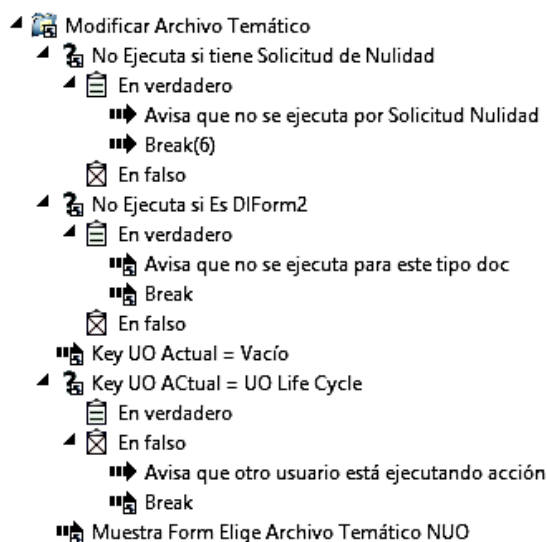 Modificar Archivo Temático
No Ejecuta si tiene Solicitud de Nulidad
En verdadero
Avisa que no se ejecuta por Solicitud Nulidad
Break(6)
En falso
No Ejecuta si Es DIForm2
En verdadero
Avisa que no se ejecuta para este tipo doc
Break
En falso
Key UO Actual = Vacío
Key UO ACtual = UO Life Cycle
En verdadero
En falso
Avisa que otro usuario está ejecutando acción
Break
Muestra Form Elige Archivo Temático NUO